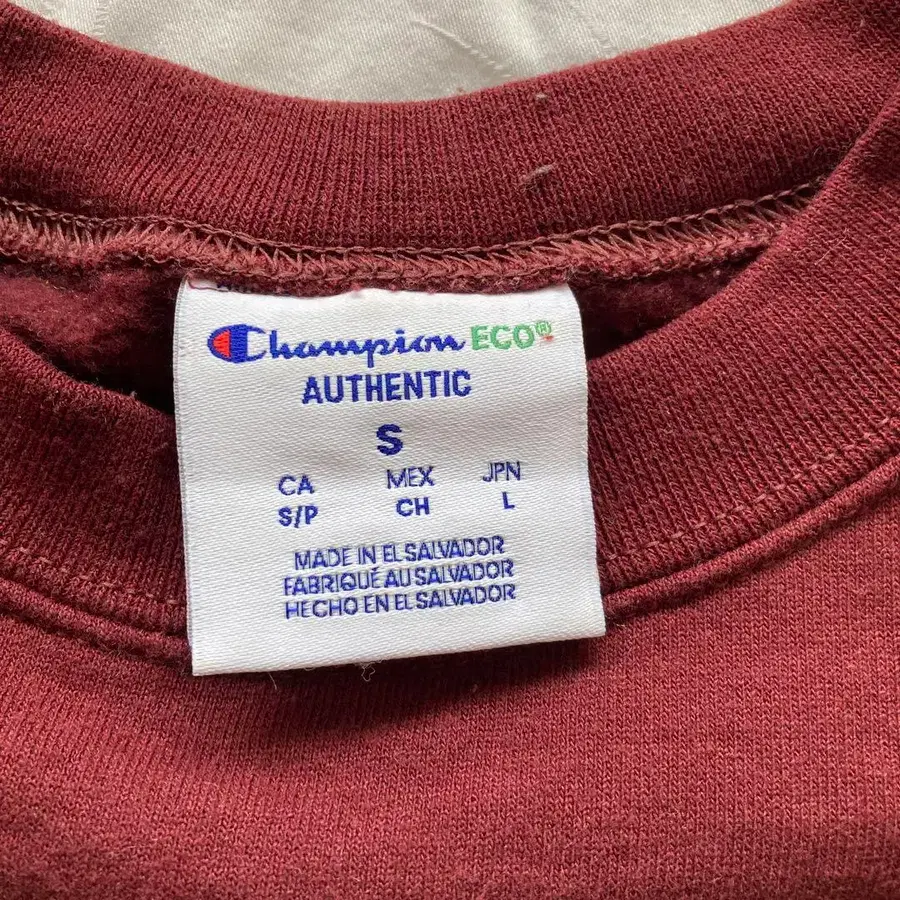 Champion ECO®
AUTHENTIC
S
CA MEX JPN
S/P CH L
MADE IN EL SALVADOR
FABRIQUÉ AU SALVADOR
HECHO EN EL SALVADOR